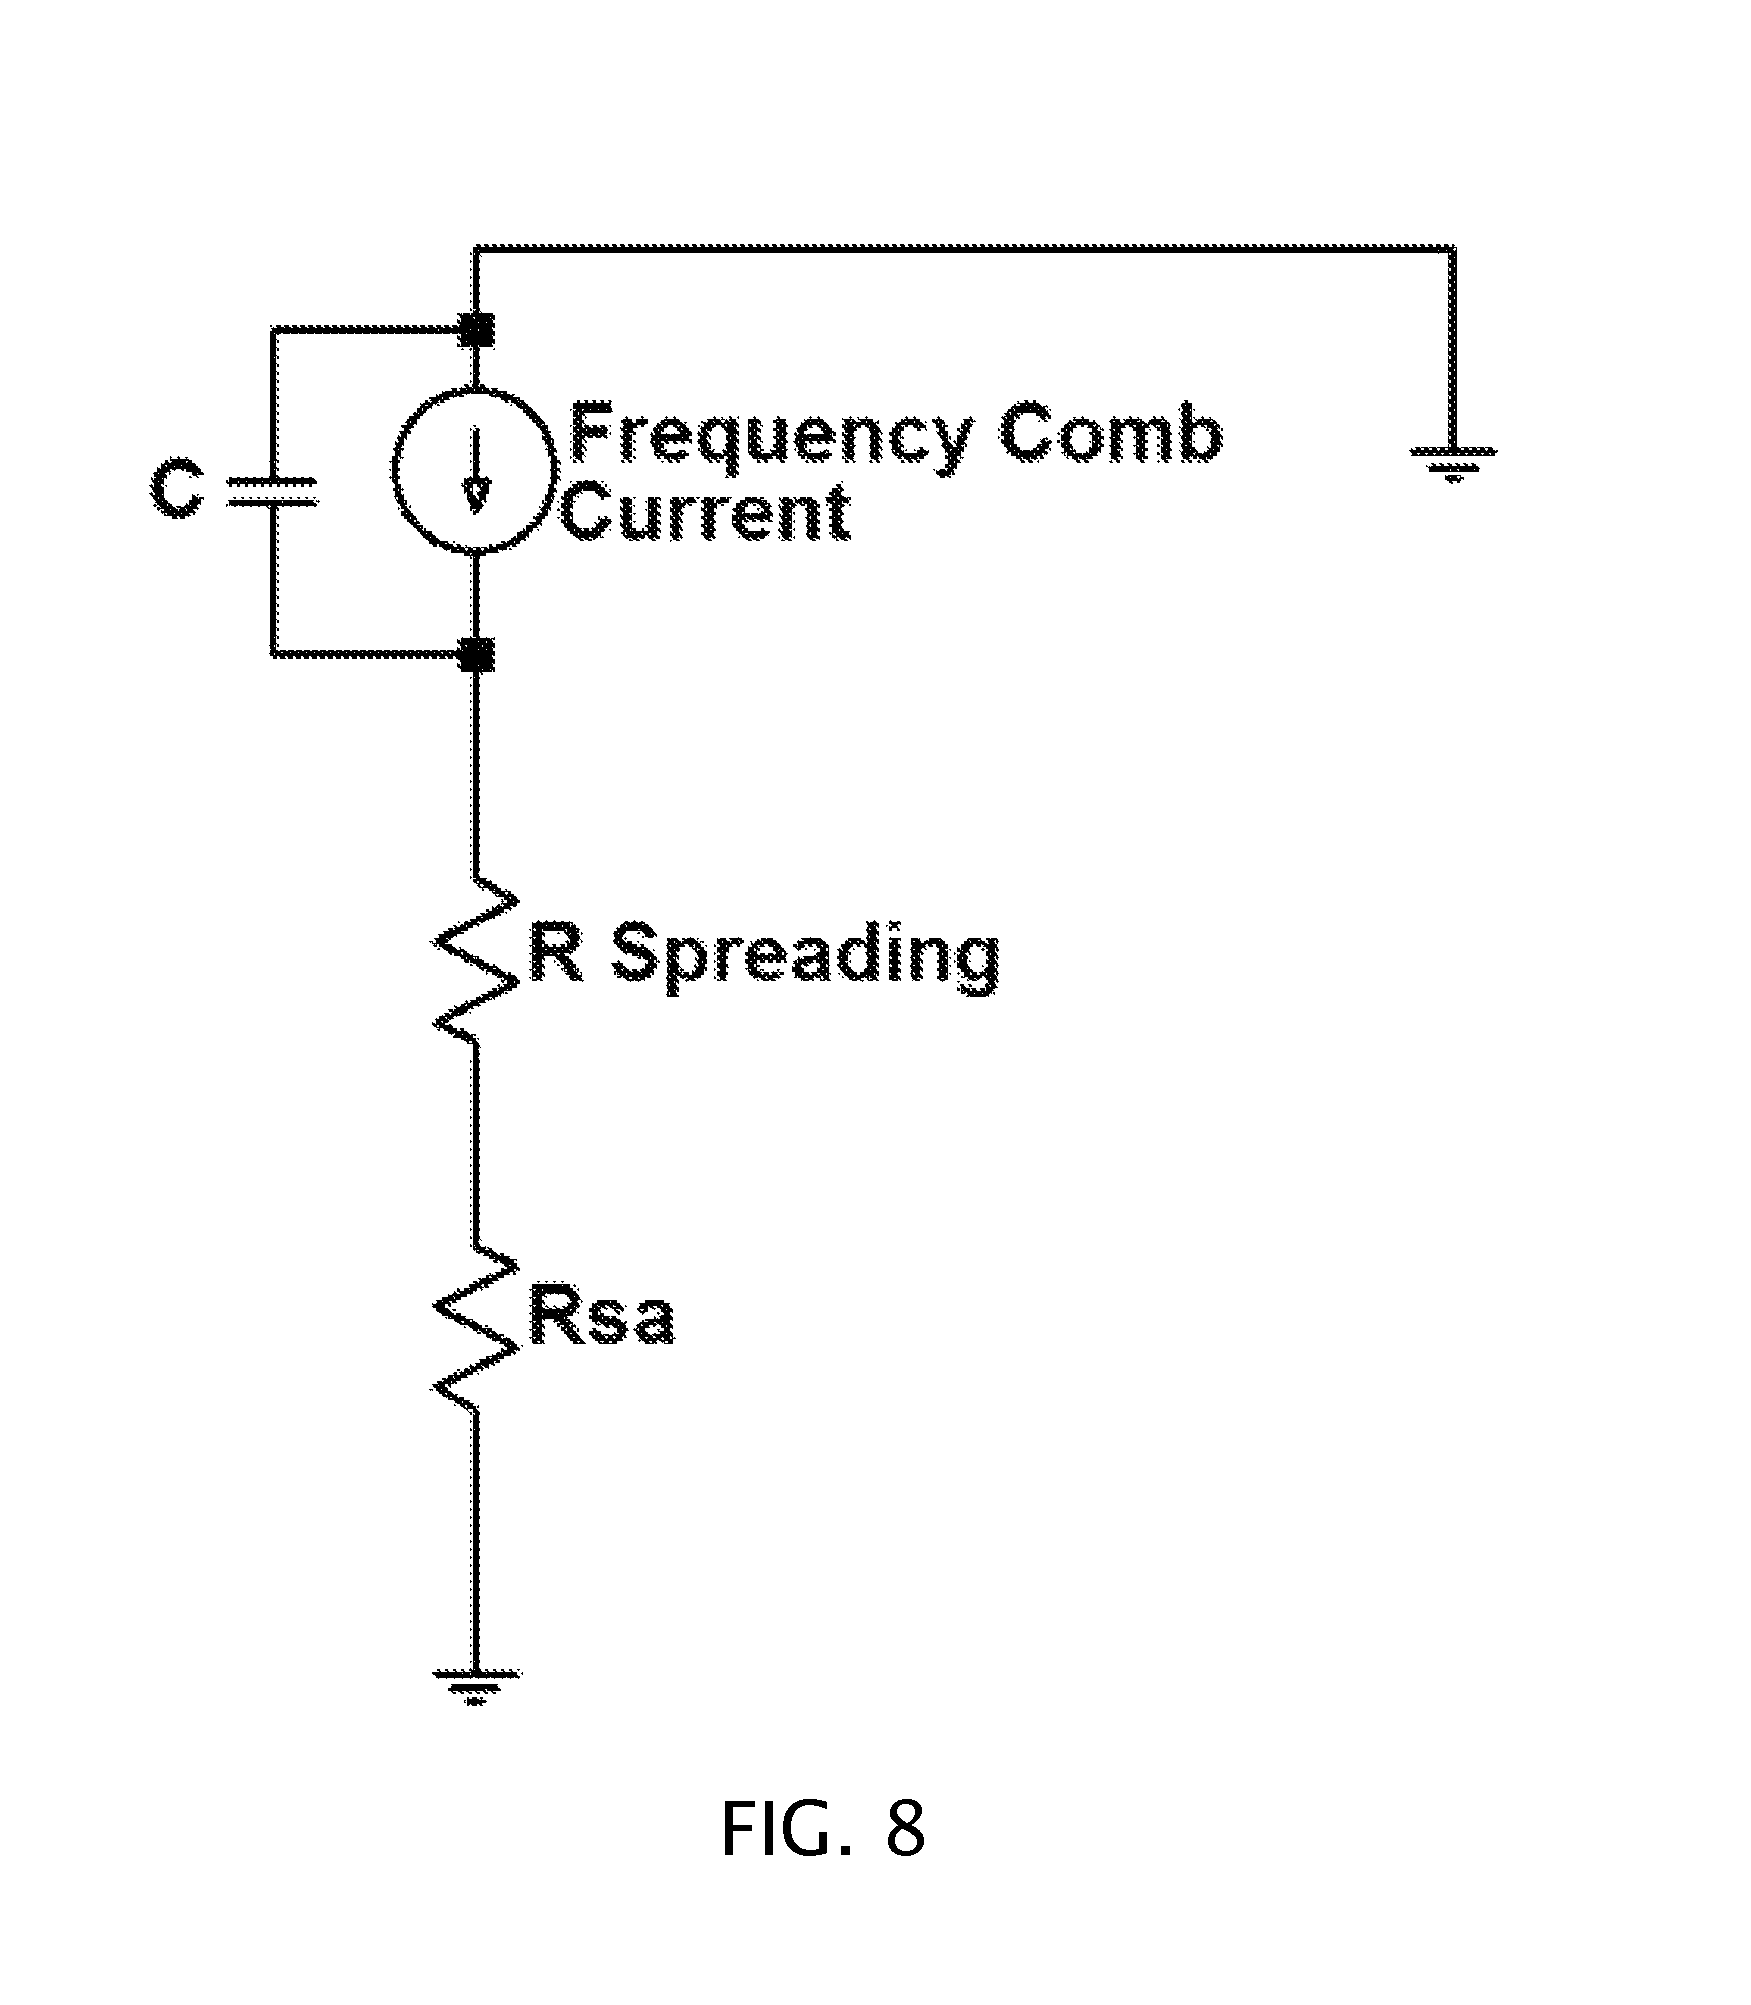 Frequency Comb
Current
C
R Spreading
Rsa
FIG. 8